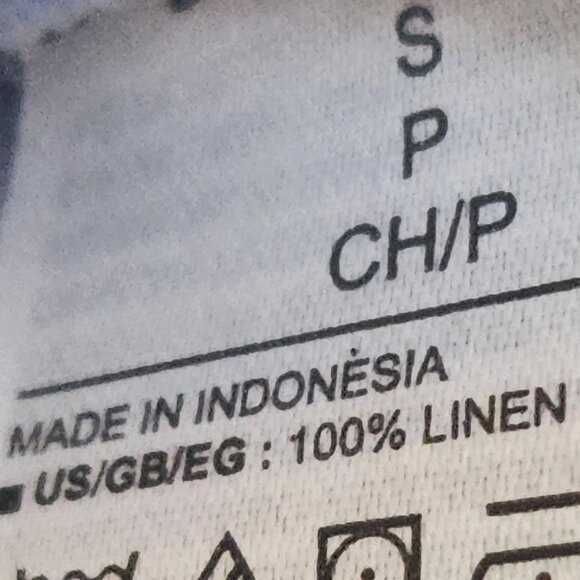 S
P
CH/P
MADE IN INDONÈSIA
■ US/GB/EG : 100% LINEN